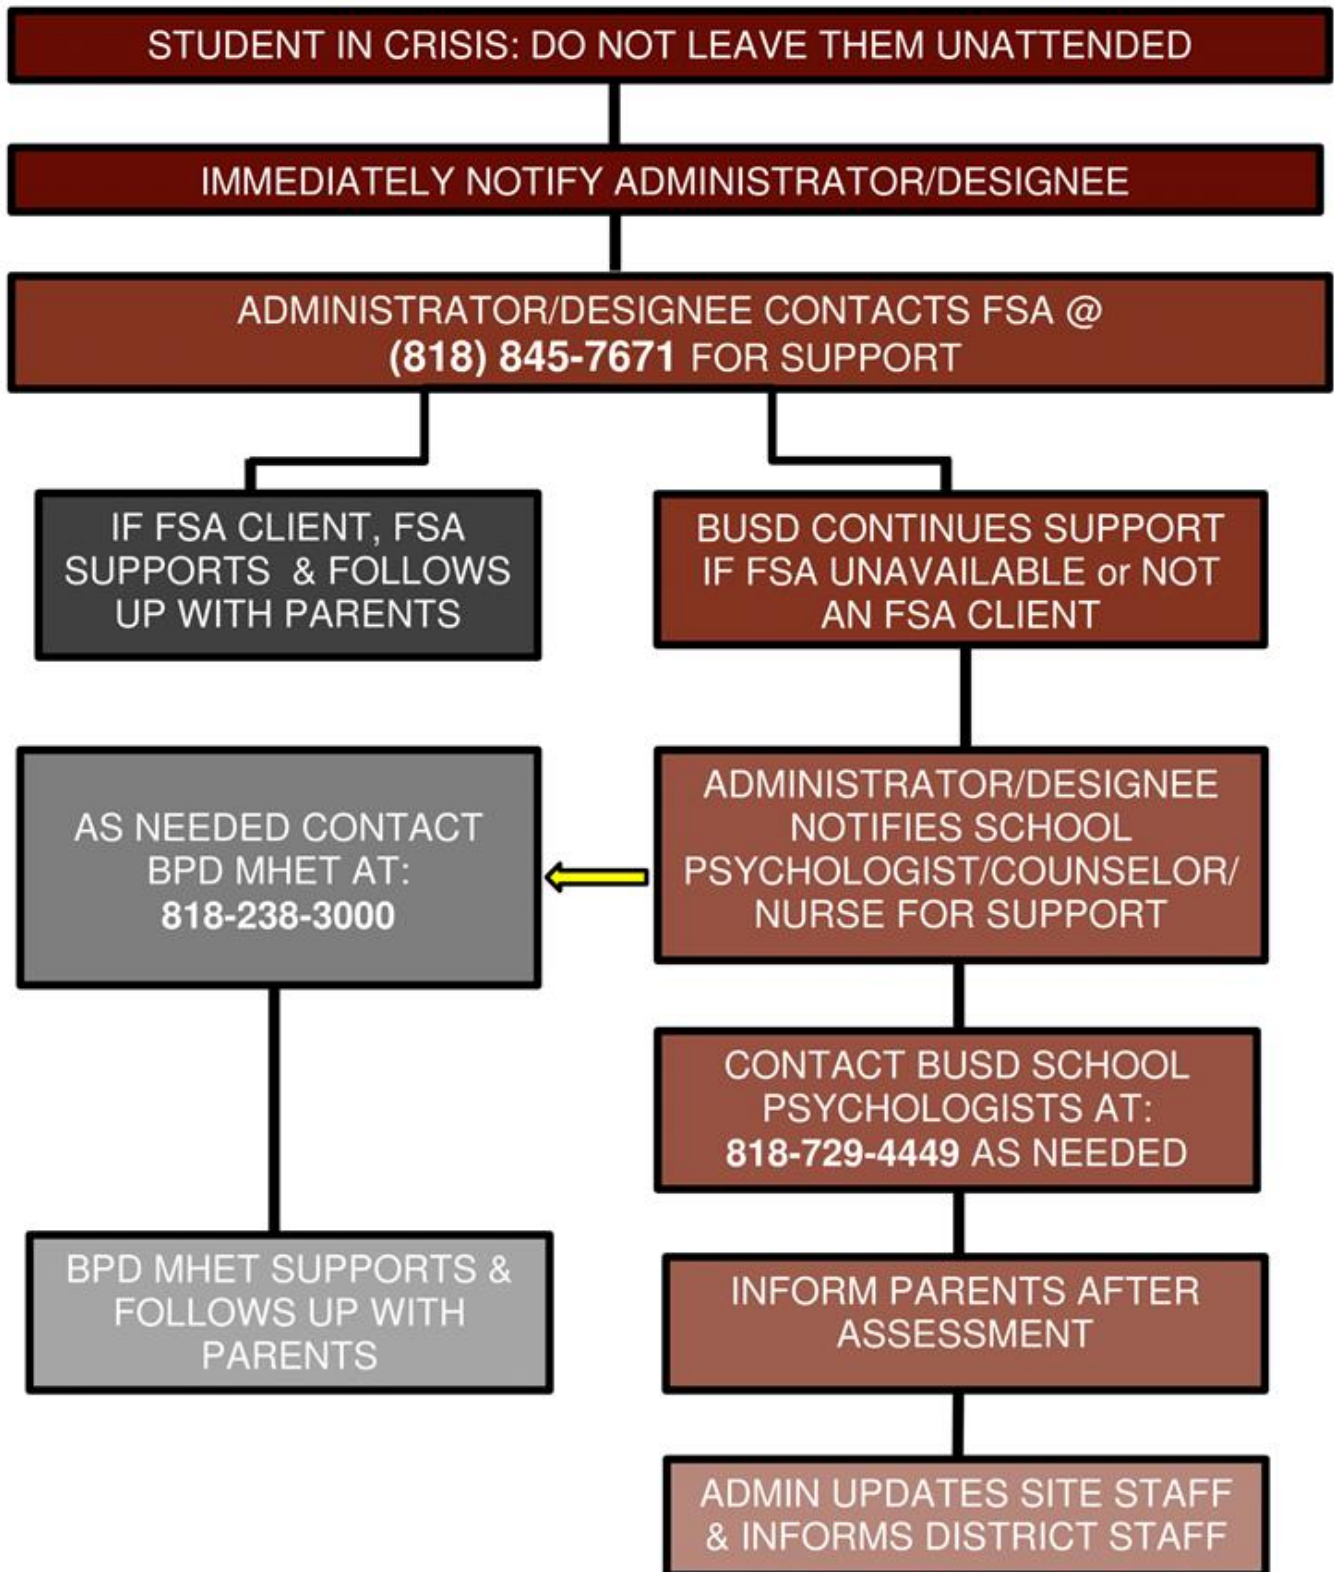 STUDENT IN CRISIS: DO NOT LEAVE THEM UNATTENDED
IMMEDIATELY NOTIFY ADMINISTRATOR/DESIGNEE
ADMINISTRATOR/DESIGNEE CONTACTS FSA @
(818) 845-7671 FOR SUPPORT
IF FSA CLIENT, FSA
SUPPORTS & FOLLOWS
UP WITH PARENTS
BUSD CONTINUES SUPPORT
IF FSA UNAVAILABLE or NOT
AN FSA CLIENT
ADMINISTRATOR/DESIGNEE
NOTIFIES SCHOOL
PSYCHOLOGIST/COUNSELOR/
NURSE FOR SUPPORT
AS NEEDED CONTACT
BPD MHET AT:
818-238-3000
CONTACT BUSD SCHOOL
PSYCHOLOGISTS AT:
818-729-4449 AS NEEDED
BPD MHET SUPPORTS &
FOLLOWS UP WITH
PARENTS
INFORM PARENTS AFTER
ASSESSMENT
ADMIN UPDATES SITE STAFF
& INFORMS DISTRICT STAFF